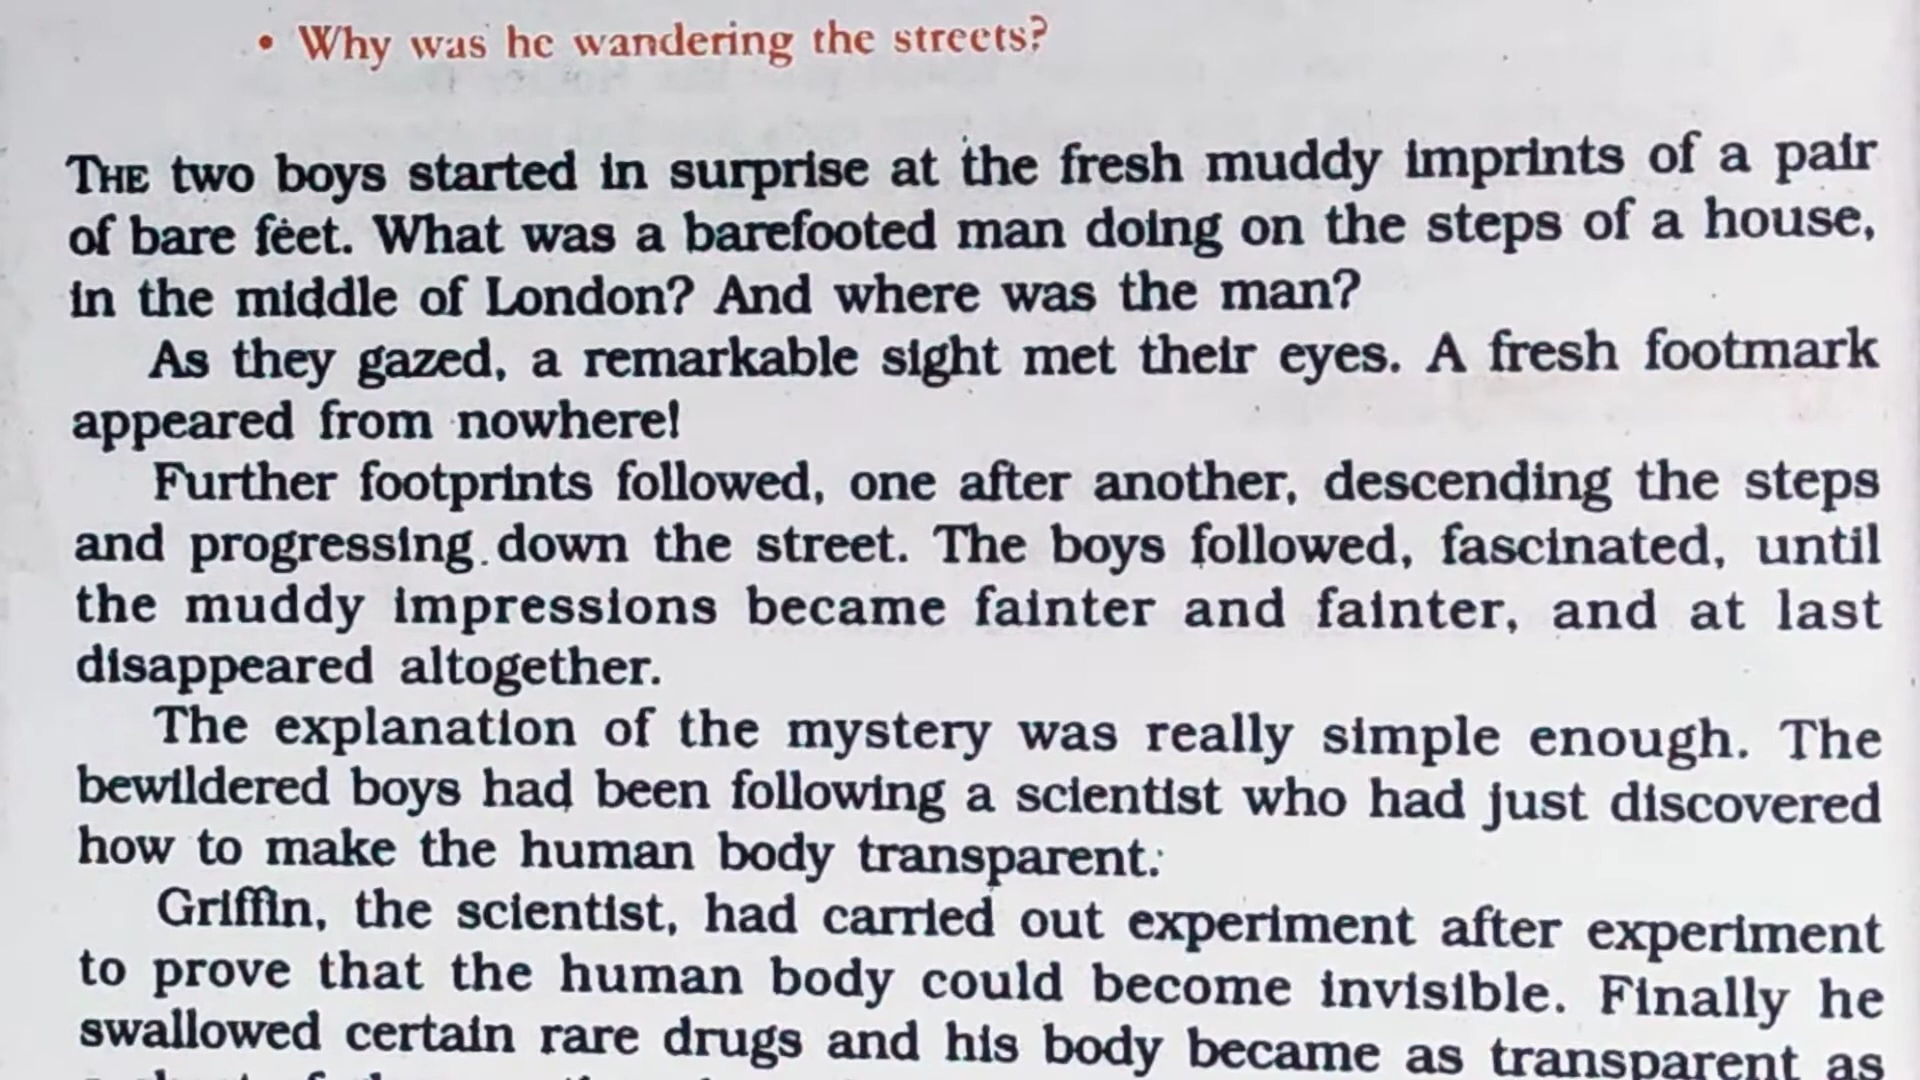 • Why was he wandering the streets?
THE two boys started in surprise at the fresh muddy imprints of a pair
of bare feet. What was a barefooted man doing on the steps of a house,
in the middle of London? And where was the man?
As they gazed, a remarkable sight met their eyes. A fresh footmark
appeared from nowhere!
Further footprints followed, one after another, descending the steps
and progressing down the street. The boys followed, fascinated, until
the muddy impressions became fainter and fainter, and at last
disappeared altogether.
The explanation of the mystery was really simple enough. The
bewildered boys had been following a scientist who had just discovered
how to make the human body transparent.
Griffin, the scientist, had carried out experiment after experiment
to prove that the human body could become invisible. Finally he
swallowed certain rare drugs and his body became as transparent as